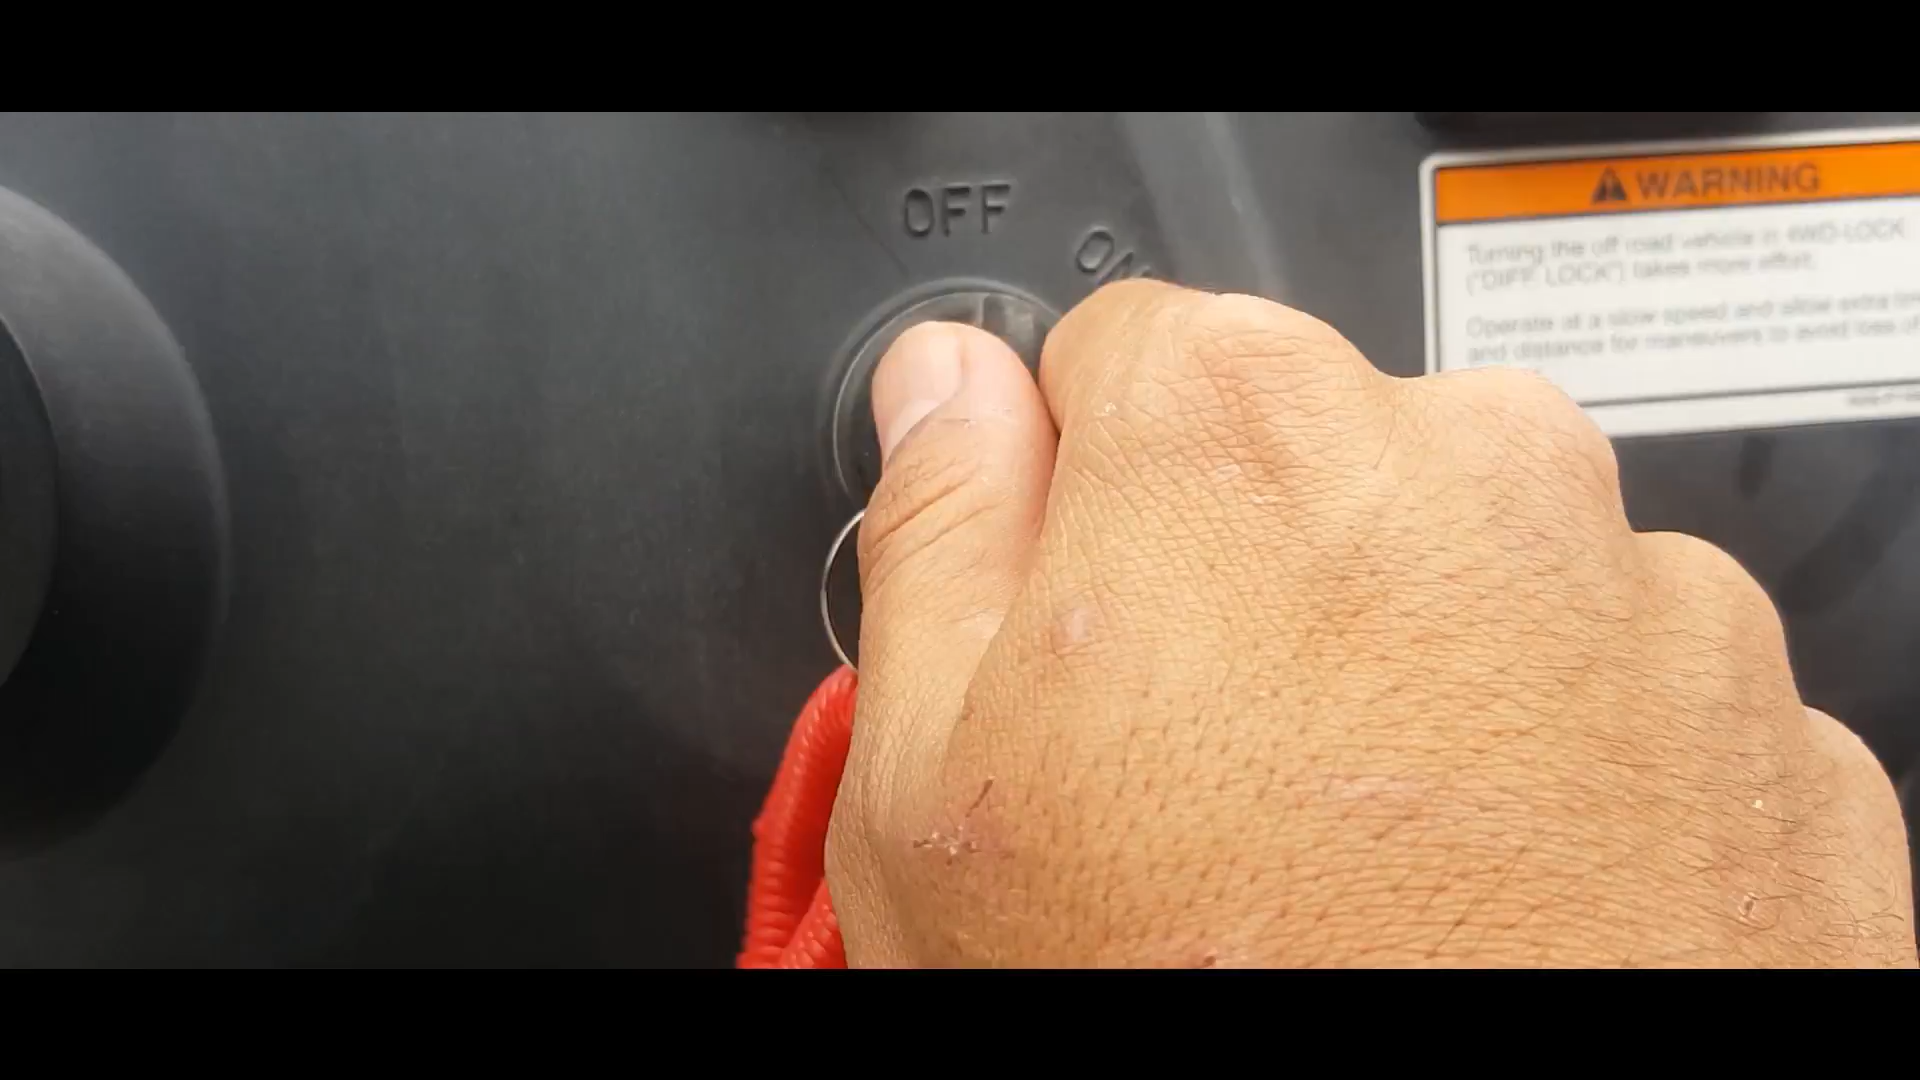 OFF
ON
WARNING
Turning the off road vehicle in 4WD-LOCK
("DIFF. LOCK") takes more effort.
Operate at a slow speed and allow extra
and distance for maneuvers to avoid loss of